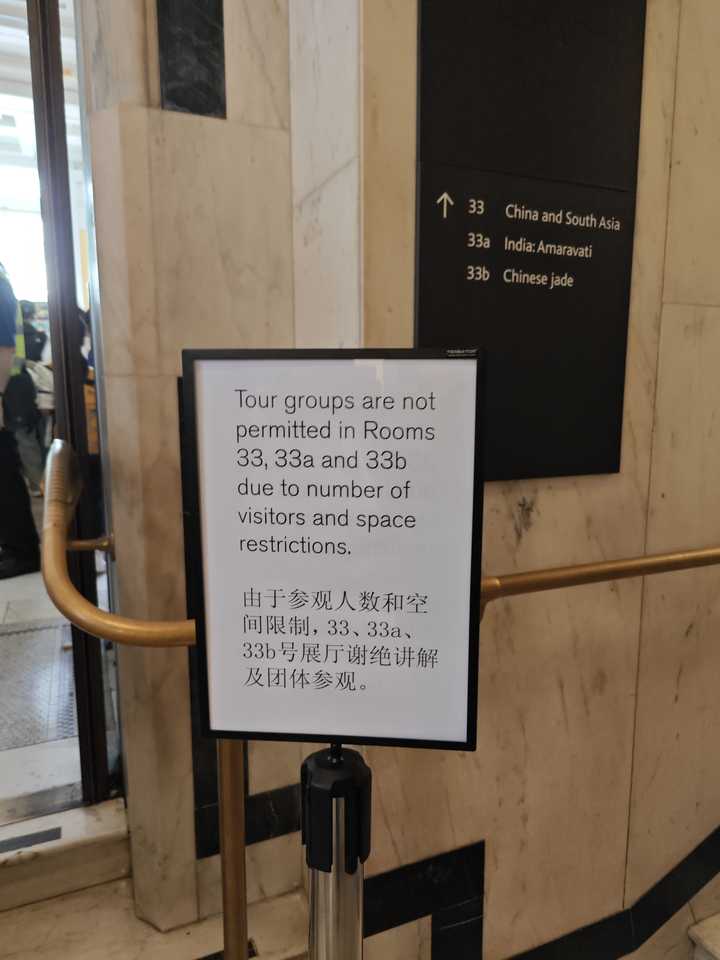 33 China and South Asia
33a India: Amaravati
33b Chinese jade
Tour groups are not
permitted in Rooms
33, 33a and 33b
due to number of
visitors and space
restrictions.
由于参观人数和空
间限制，33、33a、
33b号展厅谢绝讲解
及团体参观。